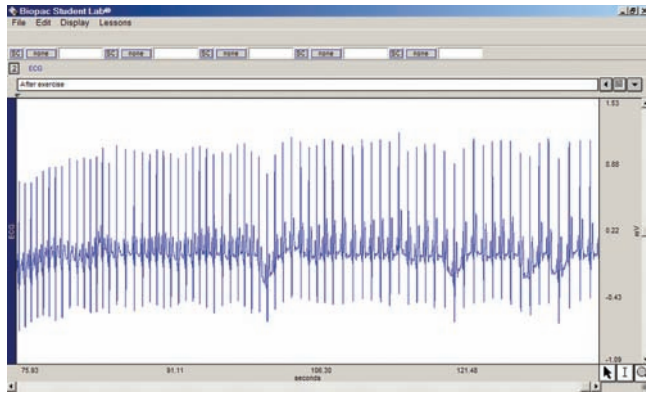 Biopac Student Lab®
File Edit Display Lessons
SC none SC none SC none SC none SC none
2 ECG
After exercise
1.53
0.88
0.22
-0.43
-1.09
ECG
mV
75.93 91.11 106.30 121.48
seconds